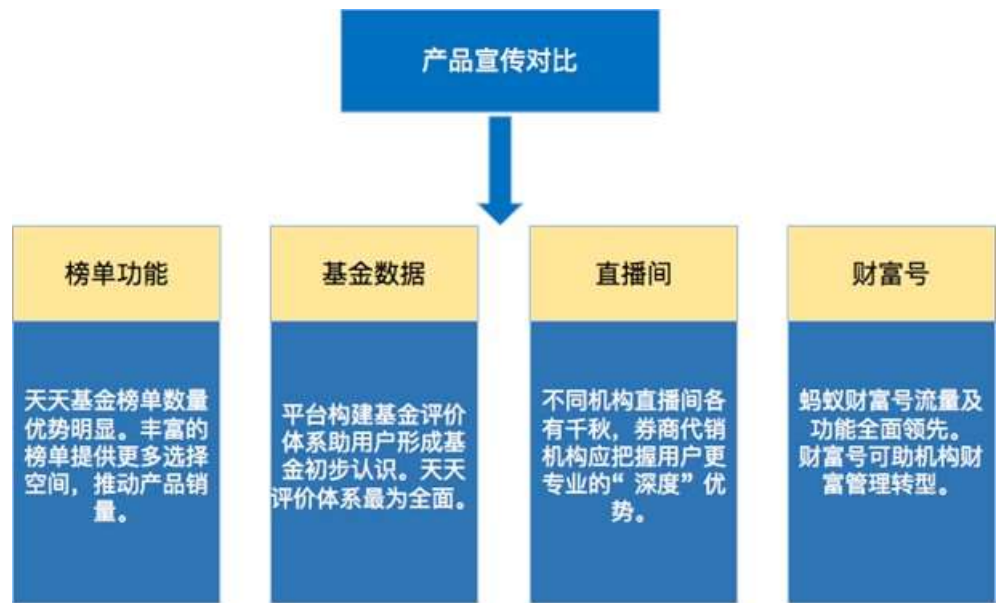 产品宣传对比
榜单功能
天天基金榜单数量
优势明显。丰富的
榜单提供更多选择
空间，推动产品销
量。
基金数据
平台构建基金评价
体系助用户形成基
金初步认识。天天
评价体系最为全面。
直播间
不同机构直播间各
有千秋，券商代销
机构应把握用户更
专业的“深度”优
势。
财富号
蚂蚁财富号流量及
功能全面领先。
财富号可助机构财
富管理转型。